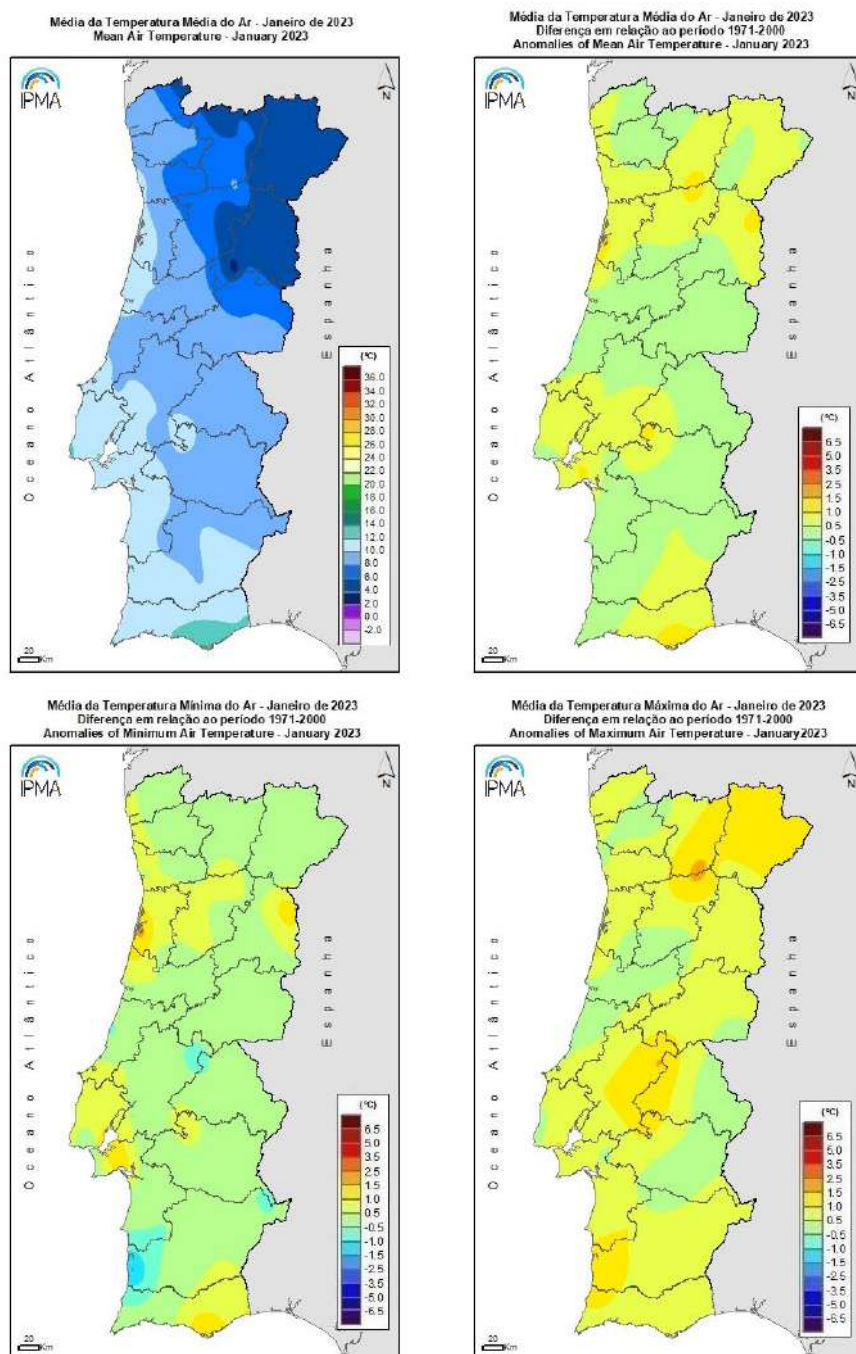 Média da Temperatura Média do Ar - Janeiro de 2023
Mean Air Temperature - January 2023
IPMA
N
Oceano Atlântico
Espanha
(ºC)
36.0
34.0
32.0
28.0
26.0
24.0
22.0
20.0
18.0
16.0
14.0
12.0
10.0
8.0
6.0
4.0
2.0
0.0
-2.0
20
Km
Média da Temperatura Média do Ar - Janeiro de 2023
Diferença em relação ao período 1971-2000
Anomalies of Mean Air Temperature - January 2023
IPMA
N
Oceano Atlântico
Espanha
(ºC)
6.5
5.0
3.5
2.5
1.5
1.0
0.5
-0.5
-1.0
-1.5
-2.5
-3.5
-5.0
-6.5
20
Km
Média da Temperatura Mínima do Ar - Janeiro de 2023
Diferença em relação ao período 1971-2000
Anomalies of Minimum Air Temperature - January 2023
IPMA
N
Oceano Atlântico
Espanha
(ºC)
6.5
5.0
3.5
2.5
1.5
1.0
0.5
-0.5
-1.0
-1.5
-2.5
-3.5
-5.0
-6.5
20
Km
Média da Temperatura Máxima do Ar - Janeiro de 2023
Diferença em relação ao período 1971-2000
Anomalies of Maximum Air Temperature - January2023
IPMA
N
Oceano Atlântico
Espanha
(ºC)
6.5
5.0
3.5
2.5
1.5
1.0
0.5
-0.5
-1.0
-1.5
-2.5
-3.5
-5.0
-6.5
20
Km